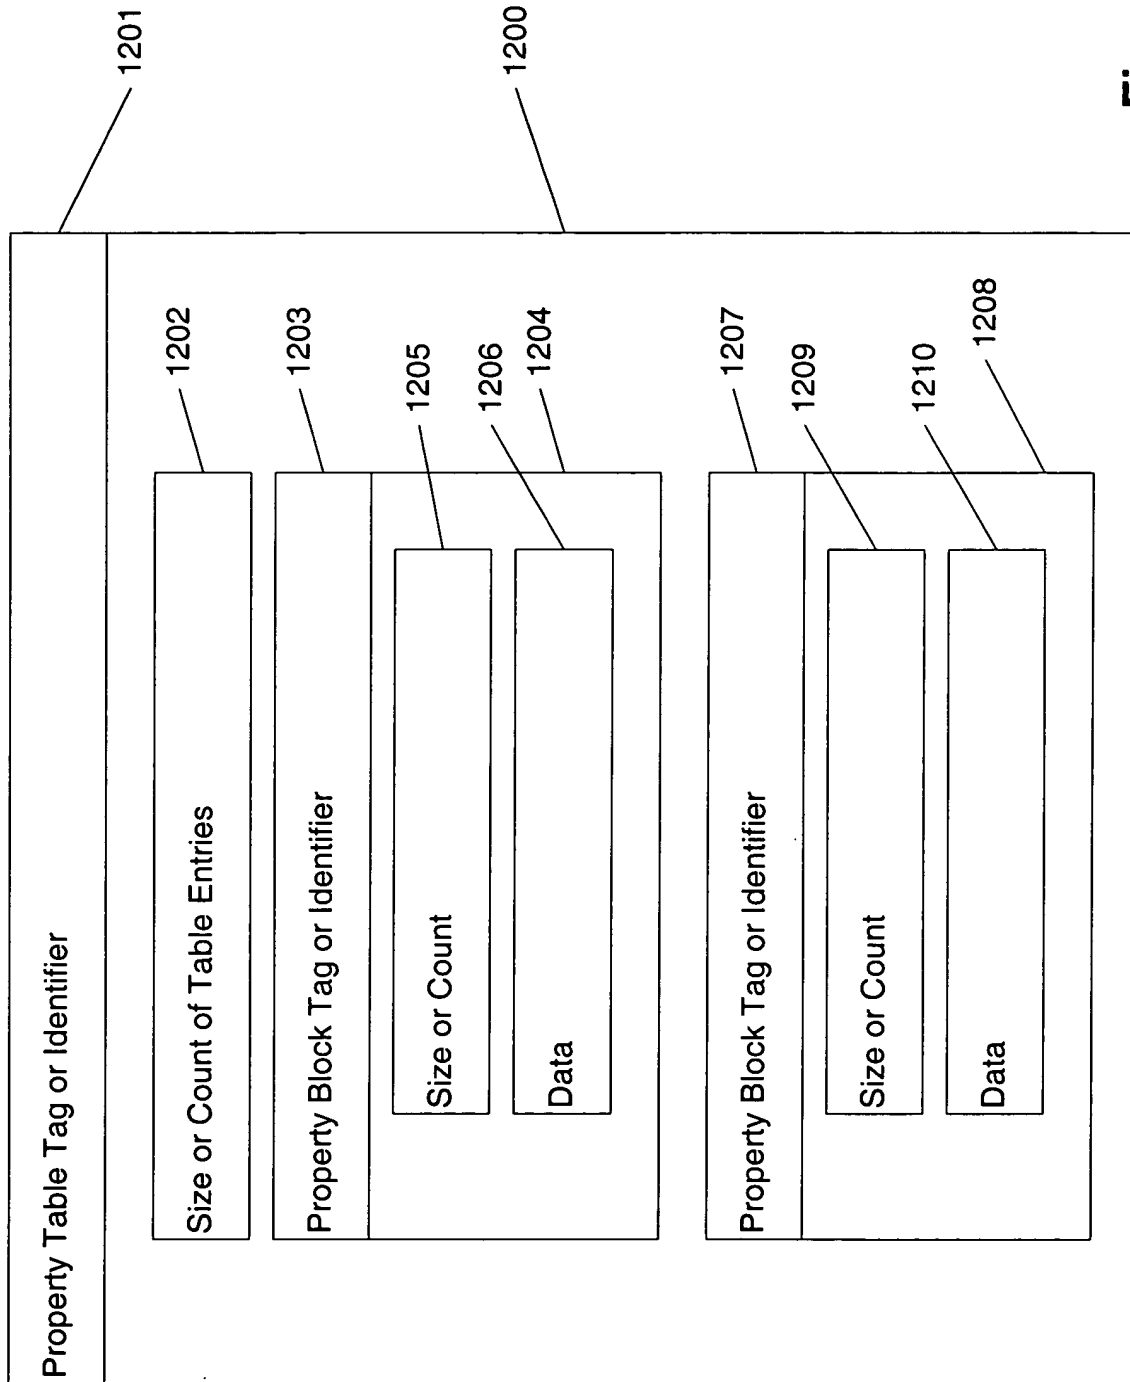 Property Table Tag or Identifier
1201
Size or Count of Table Entries
1202
Property Block Tag or Identifier
1203
Size or Count
1205
Data
1206
1204
1200
Property Block Tag or Identifier
1207
Size or Count
1209
Data
1210
1208